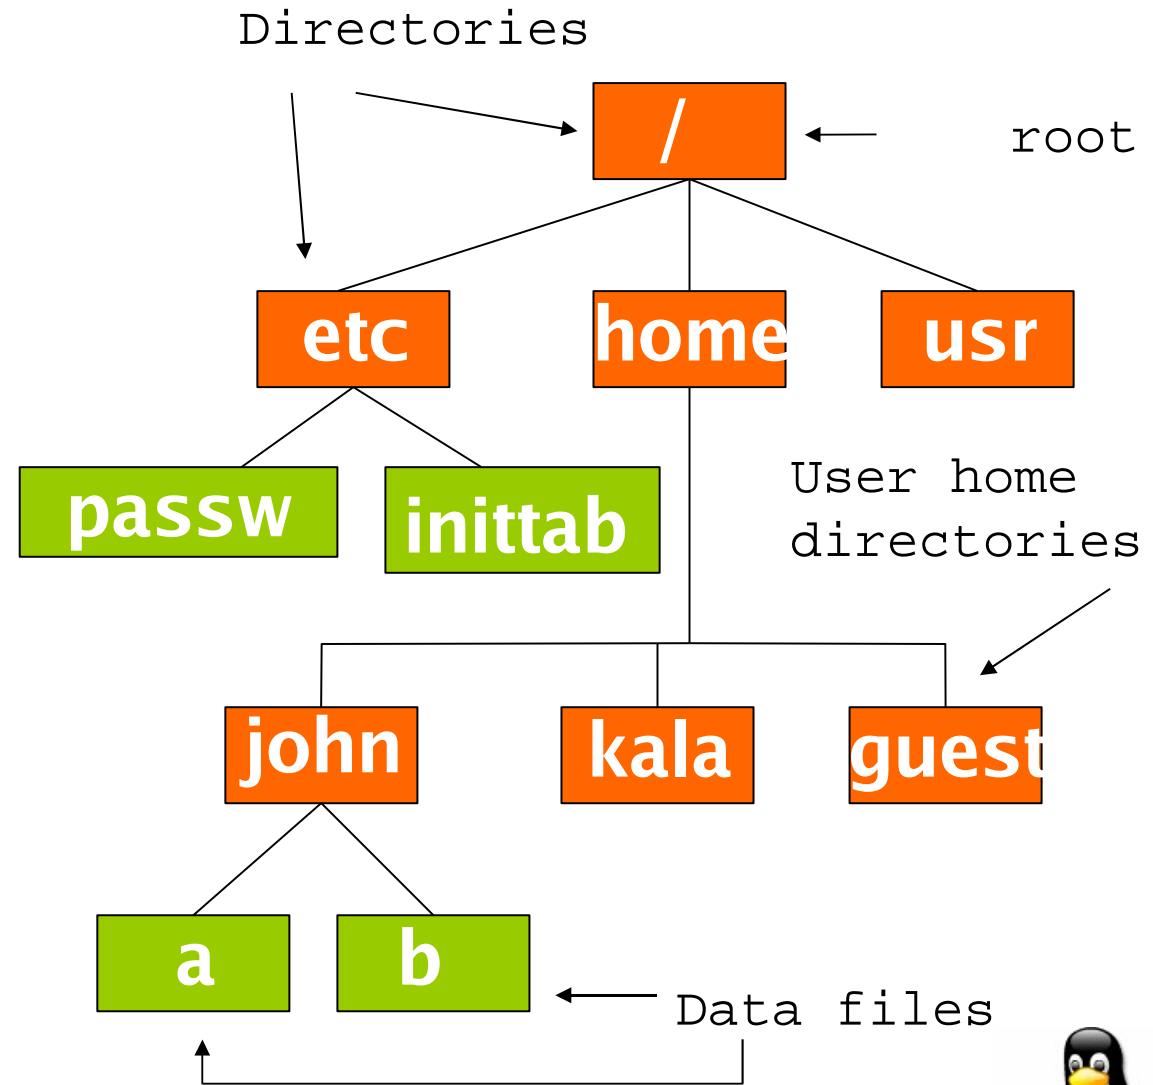 Directories
/
root
etc
home
usr
passw
inittab
User home
directories
john
kala
guest
a
b
Data files